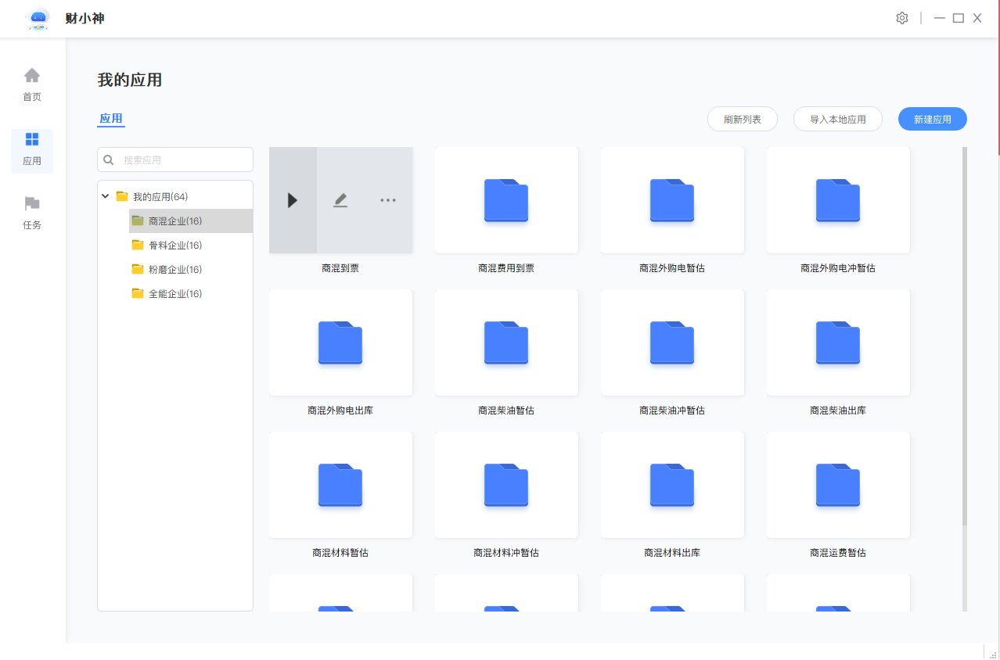 财小神
首页
应用
任务
我的应用
应用
刷新列表
导入本地应用
新建应用
搜索应用
我的应用(64)
商混企业(16)
骨料企业(16)
粉磨企业(16)
全能企业(16)
商混到票
商混费用到票
商混外购电暂估
商混外购电冲暂估
商混外购电出库
商混柴油暂估
商混柴油冲暂估
商混柴油出库
商混材料暂估
商混材料冲暂估
商混材料出库
商混运费暂估